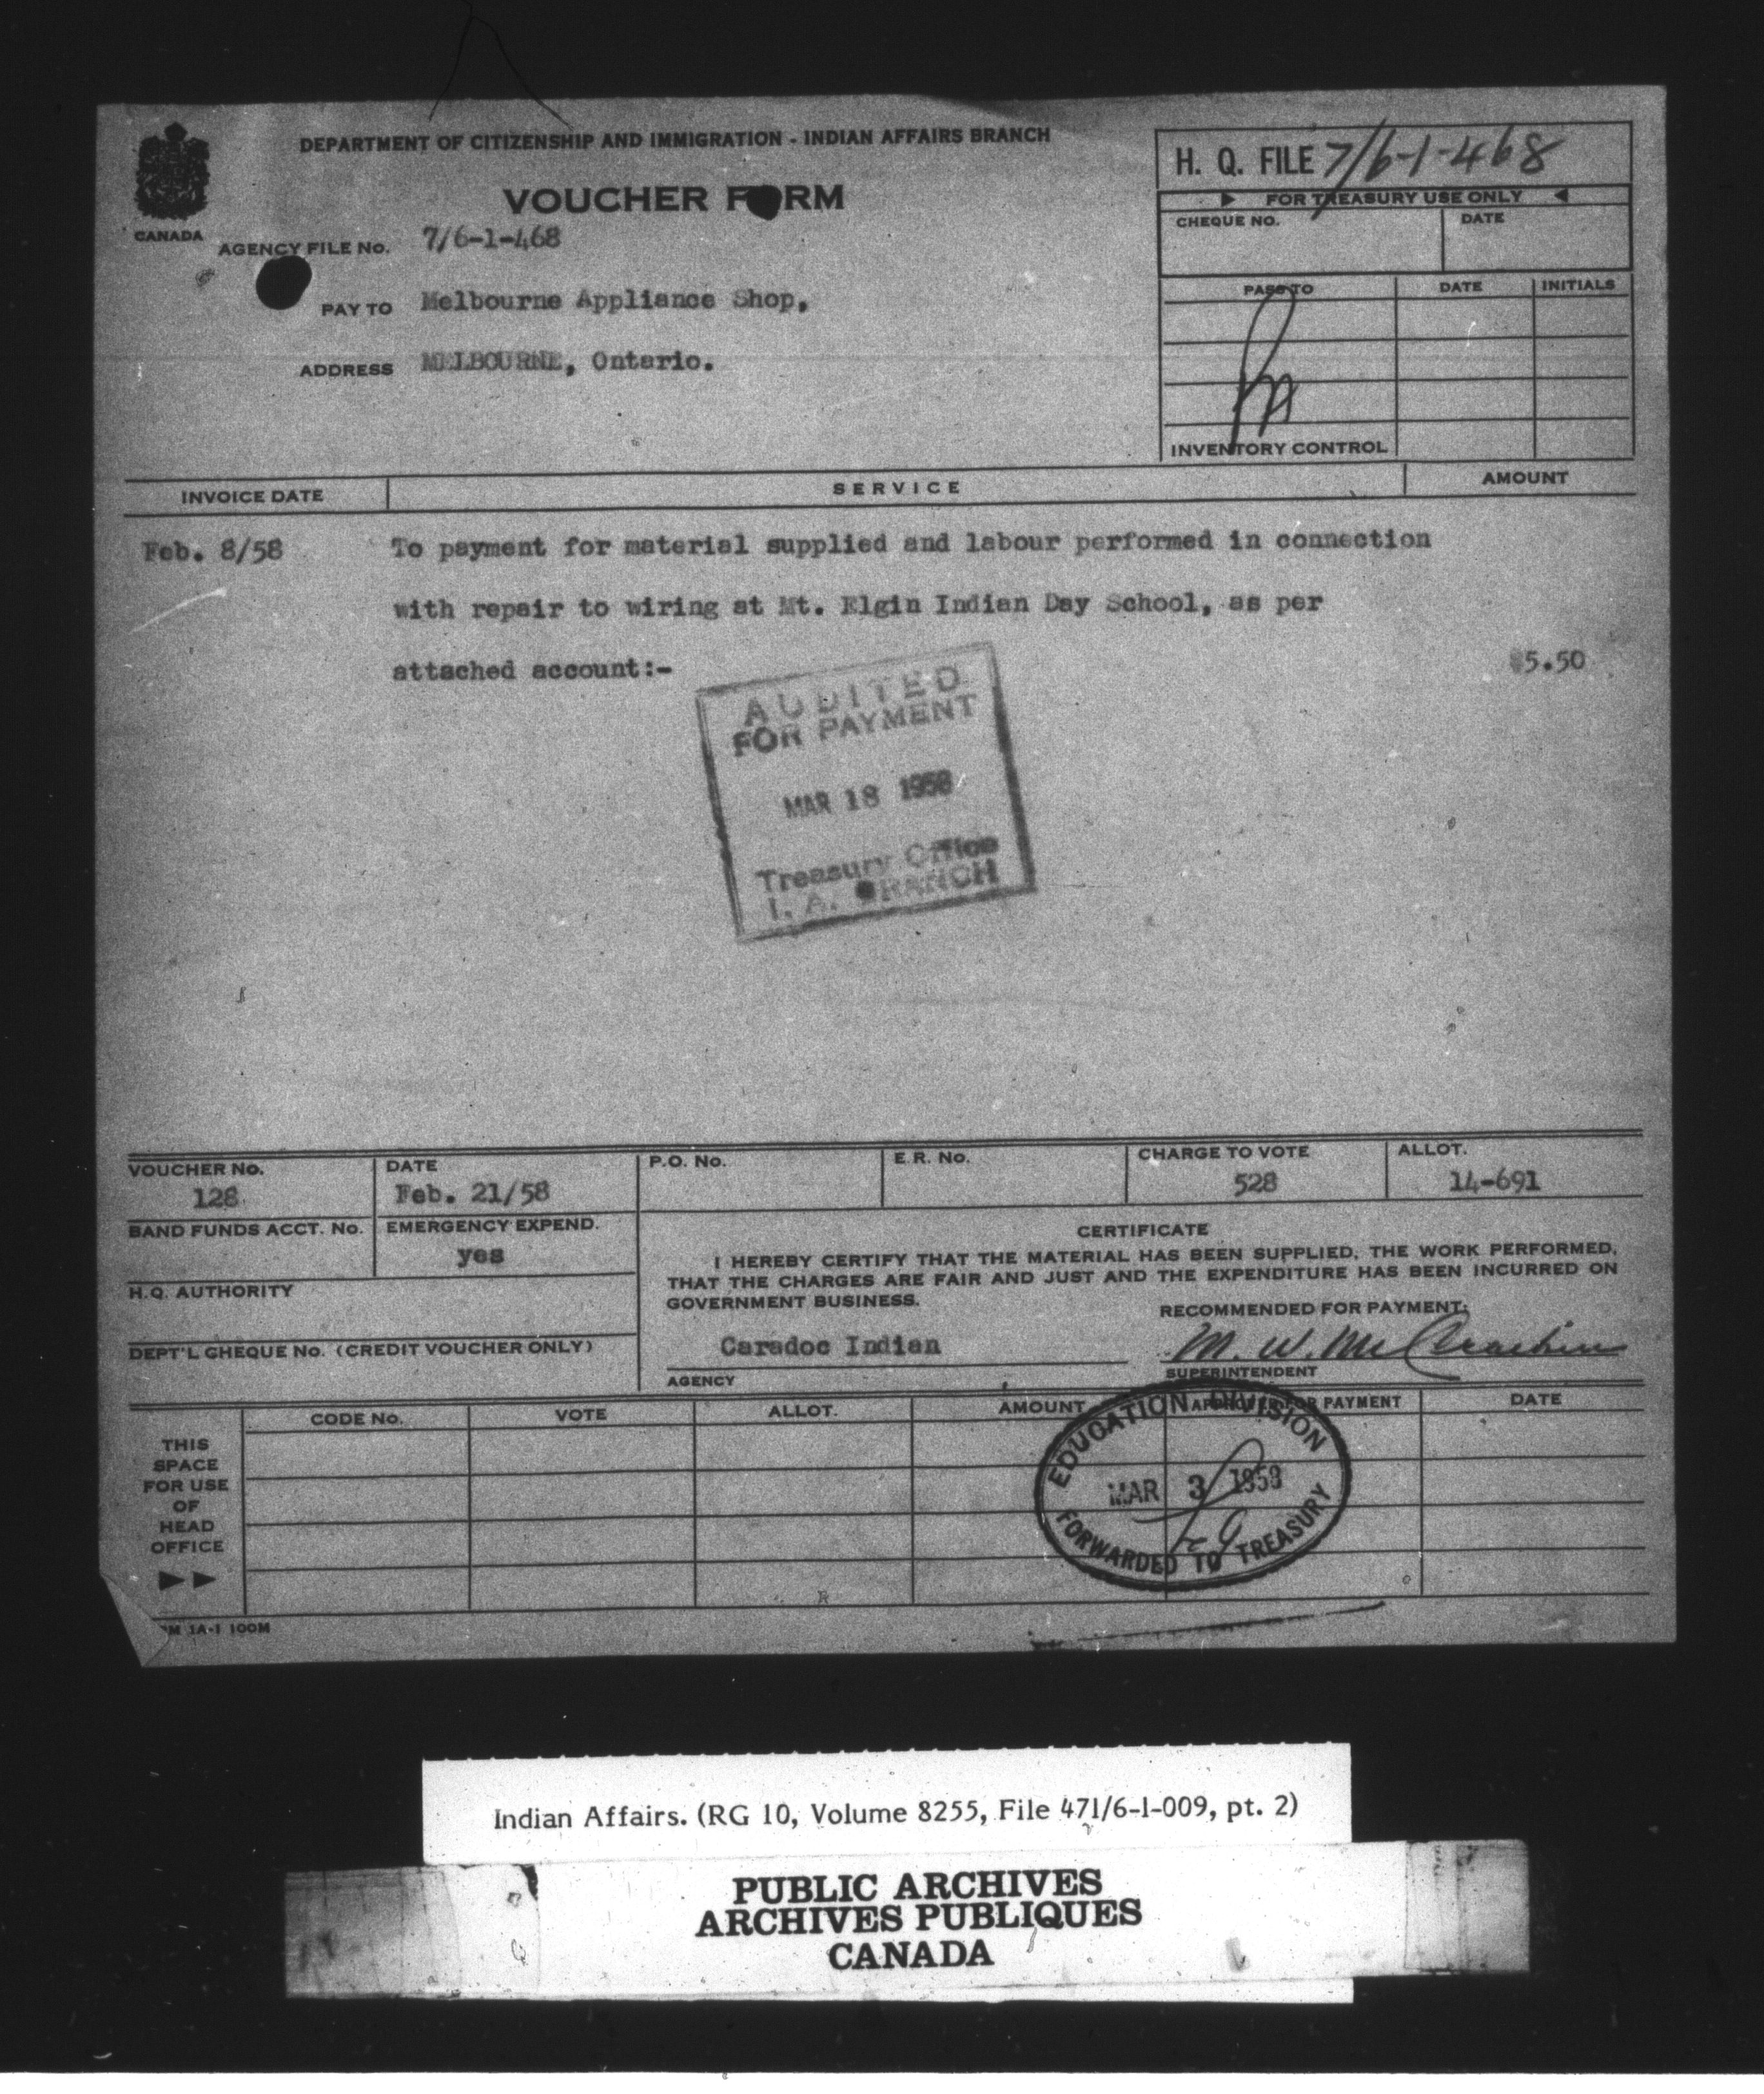 DEPARTMENT OF CITIZENSHIP AND IMMIGRATION - INDIAN AFFAIRS BRANCH
H. Q. FILE 7/6-1-468
VOUCHER FORM
FOR TREASURY USE ONLY
CHEQUE NO. DATE
CANADA
AGENCY FILE No. 7/6-1-468
PASS TO DATE INITIALS
PAY TO Melbourne Appliance Shop,
ADDRESS MELBOURNE, Ontario.
INVENTORY CONTROL
INVOICE DATE SERVICE AMOUNT
Feb. 8/58 To payment for material supplied and labour performed in connection
with repair to wiring at Mt. Elgin Indian Day School, as per
attached account:- $5.50
AUDITED
FOR PAYMENT
MAR 18 1958
Treasury Office
I. A. BRANCH
VOUCHER No. DATE P.O. No. E.R. No. CHARGE TO VOTE ALLOT.
128 Feb. 21/58 528 14-691
BAND FUNDS ACCT. No. EMERGENCY EXPEND.
yes
CERTIFICATE
I HEREBY CERTIFY THAT THE MATERIAL HAS BEEN SUPPLIED, THE WORK PERFORMED,
THAT THE CHARGES ARE FAIR AND JUST AND THE EXPENDITURE HAS BEEN INCURRED ON
GOVERNMENT BUSINESS.
H.Q. AUTHORITY
RECOMMENDED FOR PAYMENT:
DEPT'L CHEQUE No. (CREDIT VOUCHER ONLY)
Caradoc Indian M. W. McCrackin
AGENCY SUPERINTENDENT
CODE No. VOTE ALLOT. AMOUNT APPROVED FOR PAYMENT DATE
THIS
SPACE
FOR USE
OF
HEAD
OFFICE
EDUCATION DIVISION
MAR 3 1958
FORWARDED TO TREASURY
1A-1 100M
Indian Affairs. (RG 10, Volume 8255, File 471/6-1-009, pt. 2)
PUBLIC ARCHIVES
ARCHIVES PUBLIQUES
CANADA